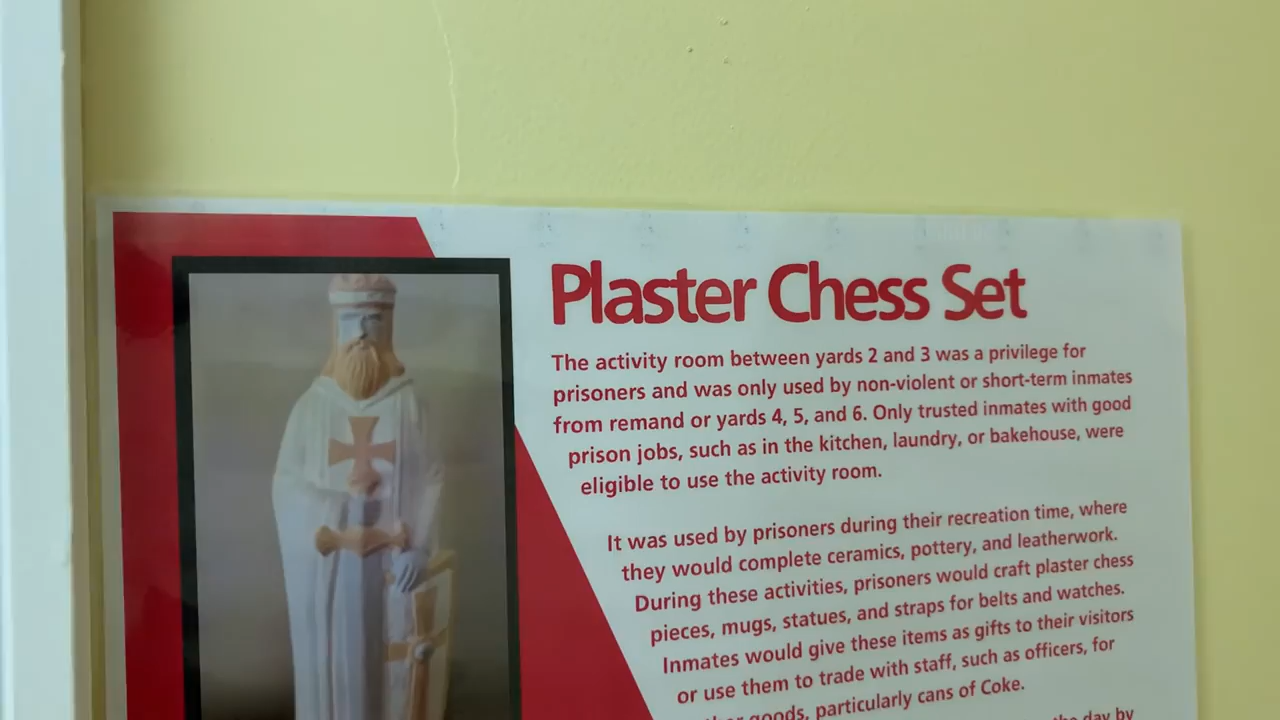 Plaster Chess Set
The activity room between yards 2 and 3 was a privilege for
prisoners and was only used by non-violent or short-term inmates
from remand or yards 4, 5, and 6. Only trusted inmates with good
prison jobs, such as in the kitchen, laundry, or bakehouse, were
eligible to use the activity room.
It was used by prisoners during their recreation time, where
they would complete ceramics, pottery, and leatherwork.
During these activities, prisoners would craft plaster chess
pieces, mugs, statues, and straps for belts and watches.
Inmates would give these items as gifts to their visitors
or use them to trade with staff, such as officers, for
goods, particularly cans of Coke.
the day by